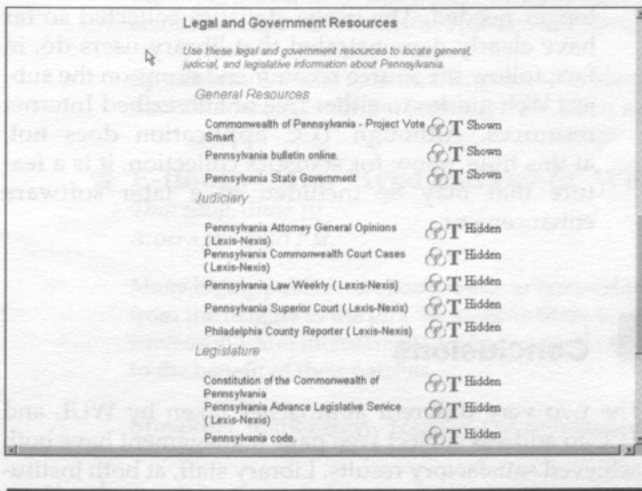 Legal and Government Resources
Use these legal and government resources to locate general,
judicial, and legislative information about Pennsylvania.
General Resources
Commonwealth of Pennsylvania - Project Vote T Shown
Smart
Pennsylvania bulletin online. T Shown
Pennsylvania State Government T Shown
Judiciary
Pennsylvania Attorney General Opinions T Hidden
(Lexis-Nexis)
Pennsylvania Commonwealth Court Cases T Hidden
(Lexis-Nexis)
Pennsylvania Law Weekly (Lexis-Nexis) T Hidden
Pennsylvania Superior Court (Lexis-Nexis) T Hidden
Philadelphia County Reporter (Lexis-Nexis) T Hidden
Legislature
Constitution of the Commonwealth of T Hidden
Pennsylvania
Pennsylvania Advance Legislative Service T Hidden
(Lexis-Nexis)
Pennsylvania code. T Hidden